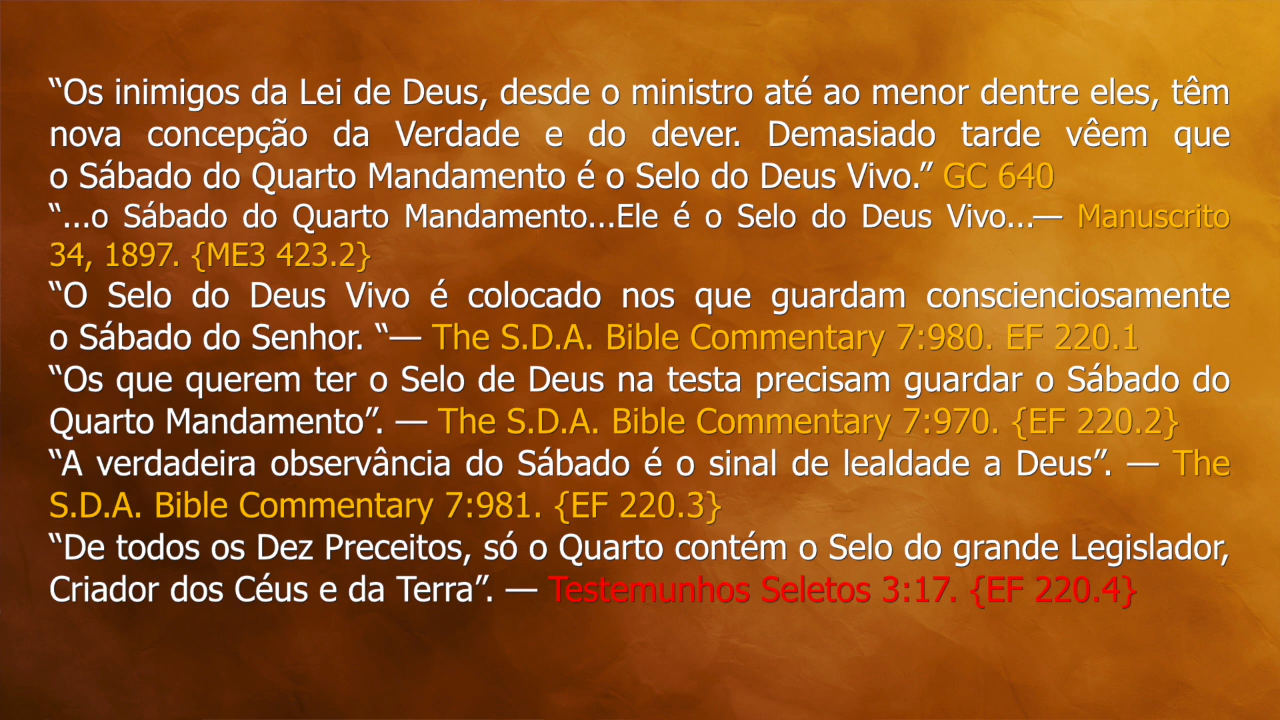 “Os inimigos da Lei de Deus, desde o ministro até ao menor dentre eles, têm
nova concepção da Verdade e do dever. Demasiado tarde vêem que
o Sábado do Quarto Mandamento é o Selo do Deus Vivo.” GC 640
“...o Sábado do Quarto Mandamento...Ele é o Selo do Deus Vivo...— Manuscrito
34, 1897. {ME3 423.2}
“O Selo do Deus Vivo é colocado nos que guardam conscienciosamente
o Sábado do Senhor. “— The S.D.A. Bible Commentary 7:980. EF 220.1
“Os que querem ter o Selo de Deus na testa precisam guardar o Sábado do
Quarto Mandamento”. — The S.D.A. Bible Commentary 7:970. {EF 220.2}
“A verdadeira observância do Sábado é o sinal de lealdade a Deus”. — The
S.D.A. Bible Commentary 7:981. {EF 220.3}
“De todos os Dez Preceitos, só o Quarto contém o Selo do grande Legislador,
Criador dos Céus e da Terra”. — Testemunhos Seletos 3:17. {EF 220.4}